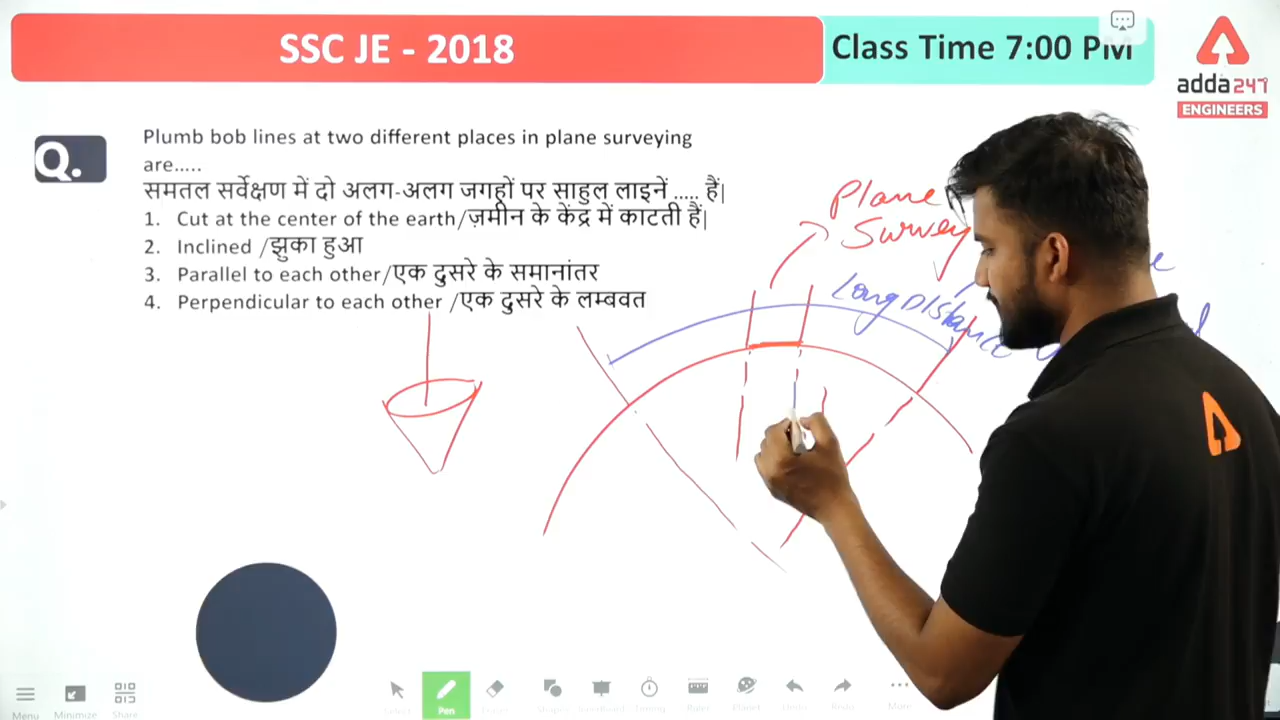 SSC JE - 2018
Class Time 7:00 PM
adda247
ENGINEERS
Q.
Plumb bob lines at two different places in plane surveying
are.....
समतल सर्वेक्षण में दो अलग-अलग जगहों पर साहुल लाइनें ..... हैं|
1. Cut at the center of the earth/ज़मीन के केंद्र में काटती हैं|
2. Inclined /झुका हुआ
3. Parallel to each other/एक दुसरे के समानांतर
4. Perpendicular to each other /एक दुसरे के लम्बवत
Plane
Survey
Long Distance
Menu
Minimize
Share
Select
Pen
Eraser
Shapes
Timing
Ruler
Planet
Undo
Redo
More